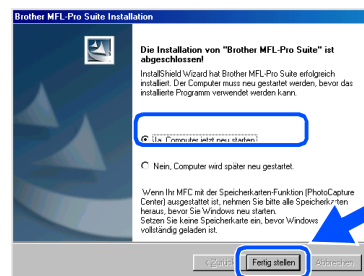 Brother MFL-Pro Suite Installation
Die Installation von "Brother MFL-Pro Suite" ist
abgeschlossen!
InstallShield Wizard hat Brother MFL-Pro Suite erfolgreich
installiert. Der Computer muss neu gestartet werden, bevor das
installierte Programm verwendet werden kann.
Ja, Computer jetzt neu starten.
Nein, Computer wird später neu gestartet.
Wenn Ihr MFC mit der Speicherkarten-Funktion (PhotoCapture
Center) ausgestattet ist, nehmen Sie bitte alle Speicherkarten
heraus, bevor Sie Windows neu starten.
Setzen Sie keine Speicherkarte ein, bevor Windows
vollständig geladen ist.
Fertig stellen
Abbrechen